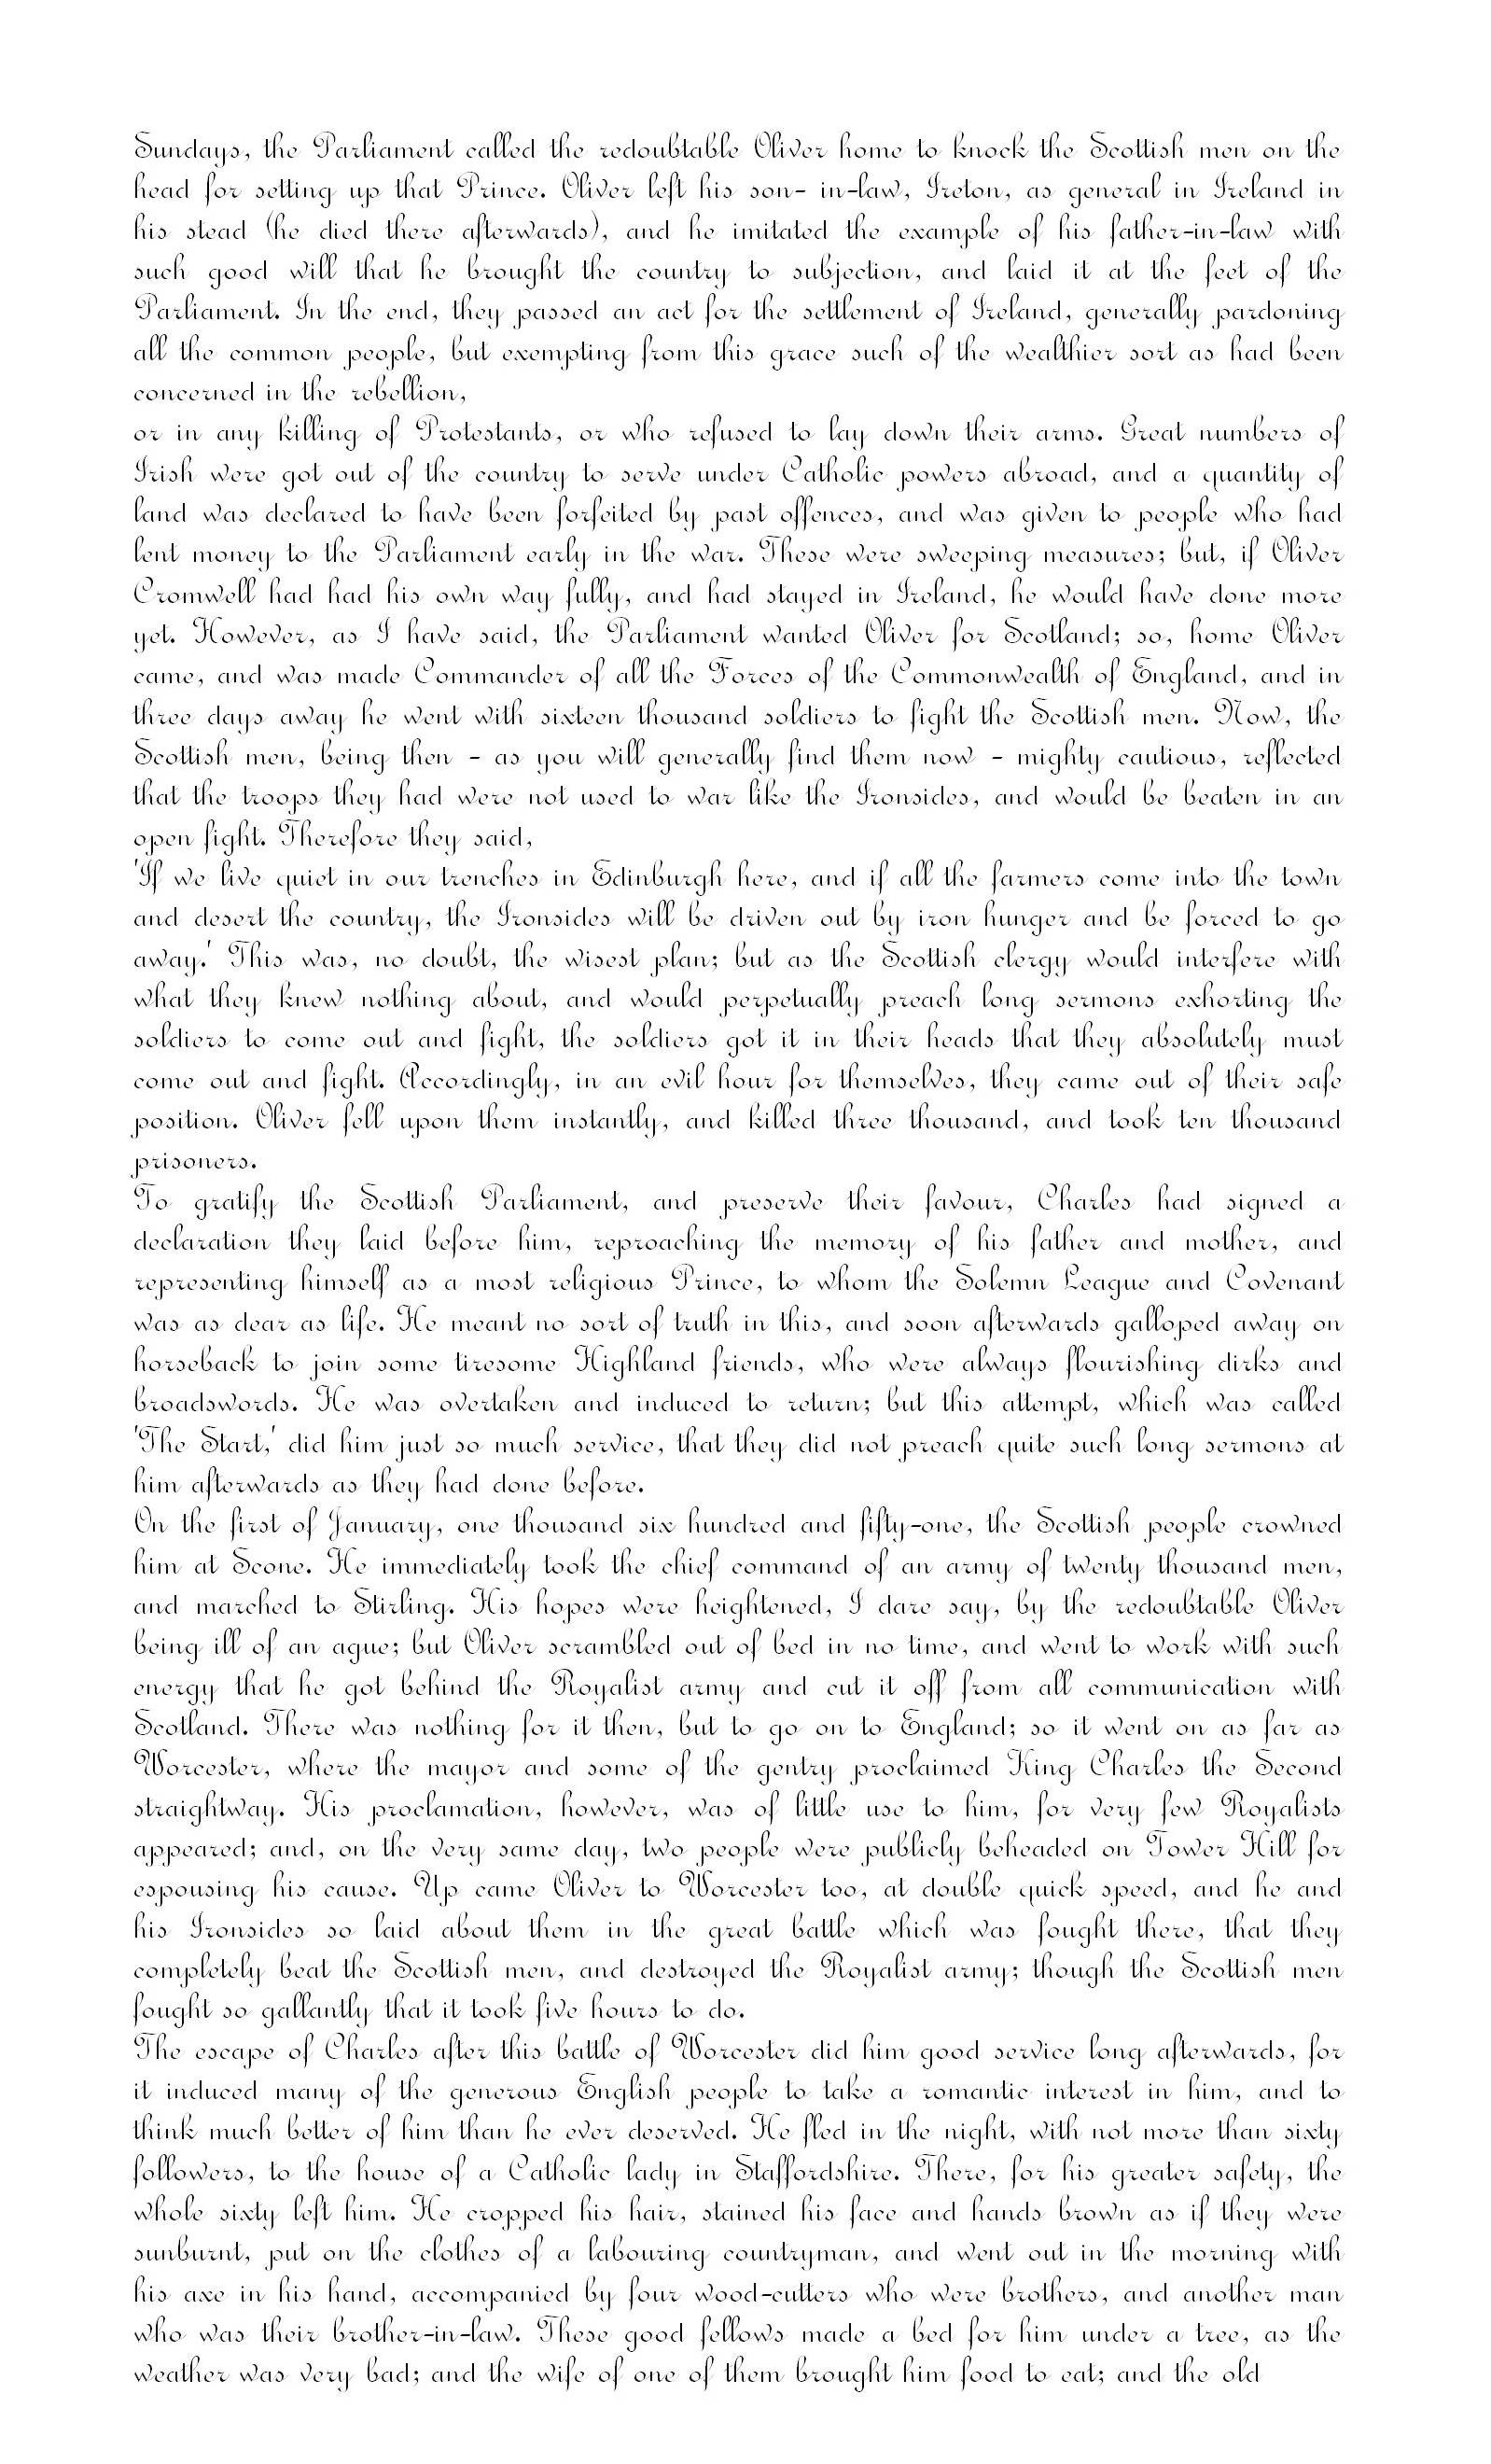 Sundays, the Parliament called the redoubtable Oliver home to knock the Scottish men on the
head for setting up that Prince. Oliver left his son- in-law, Ireton, as general in Ireland in
his stead (he died there afterwards), and he imitated the example of his father-in-law with
such good will that he brought the country to subjection, and laid it at the feet of the
Parliament. In the end, they passed an act for the settlement of Ireland, generally pardoning
all the common people, but exempting from this grace such of the wealthier sort as had been
concerned in the rebellion,
or in any killing of Protestants, or who refused to lay down their arms. Great numbers of
Irish were got out of the country to serve under Catholic powers abroad, and a quantity of
land was declared to have been forfeited by past offences, and was given to people who had
lent money to the Parliament early in the war. These were sweeping measures; but, if Oliver
Cromwell had had his own way fully, and had stayed in Ireland, he would have done more
yet. However, as I have said, the Parliament wanted Oliver for Scotland; so, home Oliver
came, and was made Commander of all the Forces of the Commonwealth of England, and in
three days away he went with sixteen thousand soldiers to fight the Scottish men. Now, the
Scottish men, being then - as you will generally find them now - mighty cautious, reflected
that the troops they had were not used to war like the Ironsides, and would be beaten in an
open fight. Therefore they said,
'If we live quiet in our trenches in Edinburgh here, and if all the farmers come into the town
and desert the country, the Ironsides will be driven out by iron hunger and be forced to go
away.' This was, no doubt, the wisest plan; but as the Scottish clergy would interfere with
what they knew nothing about, and would perpetually preach long sermons exhorting the
soldiers to come out and fight, the soldiers got it in their heads that they absolutely must
come out and fight. Accordingly, in an evil hour for themselves, they came out of their safe
position. Oliver fell upon them instantly, and killed three thousand, and took ten thousand
prisoners.
To gratify the Scottish Parliament, and preserve their favour, Charles had signed a
declaration they laid before him, reproaching the memory of his father and mother, and
representing himself as a most religious Prince, to whom the Solemn League and Covenant
was as dear as life. He meant no sort of truth in this, and soon afterwards galloped away on
horseback to join some tiresome Highland friends, who were always flourishing dirks and
broadswords. He was overtaken and induced to return; but this attempt, which was called
'The Start,' did him just so much service, that they did not preach quite such long sermons at
him afterwards as they had done before.
On the first of January, one thousand six hundred and fifty-one, the Scottish people crowned
him at Scone. He immediately took the chief command of an army of twenty thousand men,
and marched to Stirling. His hopes were heightened, I dare say, by the redoubtable Oliver
being ill of an ague; but Oliver scrambled out of bed in no time, and went to work with such
energy that he got behind the Royalist army and cut it off from all communication with
Scotland. There was nothing for it then, but to go on to England; so it went on as far as
Worcester, where the mayor and some of the gentry proclaimed King Charles the Second
straightway. His proclamation, however, was of little use to him, for very few Royalists
appeared; and, on the very same day, two people were publicly beheaded on Tower Hill for
espousing his cause. Up came Oliver to Worcester too, at double quick speed, and he and
his Ironsides so laid about them in the great battle which was fought there, that they
completely beat the Scottish men, and destroyed the Royalist army; though the Scottish men
fought so gallantly that it took five hours to do.
The escape of Charles after this battle of Worcester did him good service long afterwards, for
it induced many of the generous English people to take a romantic interest in him, and to
think much better of him than he ever deserved. He fled in the night, with not more than sixty
followers, to the house of a Catholic lady in Staffordshire. There, for his greater safety, the
whole sixty left him. He cropped his hair, stained his face and hands brown as if they were
sunburnt, put on the clothes of a labouring countryman, and went out in the morning with
his axe in his hand, accompanied by four wood-cutters who were brothers, and another man
who was their brother-in-law. These good fellows made a bed for him under a tree, as the
weather was very bad; and the wife of one of them brought him food to eat; and the old